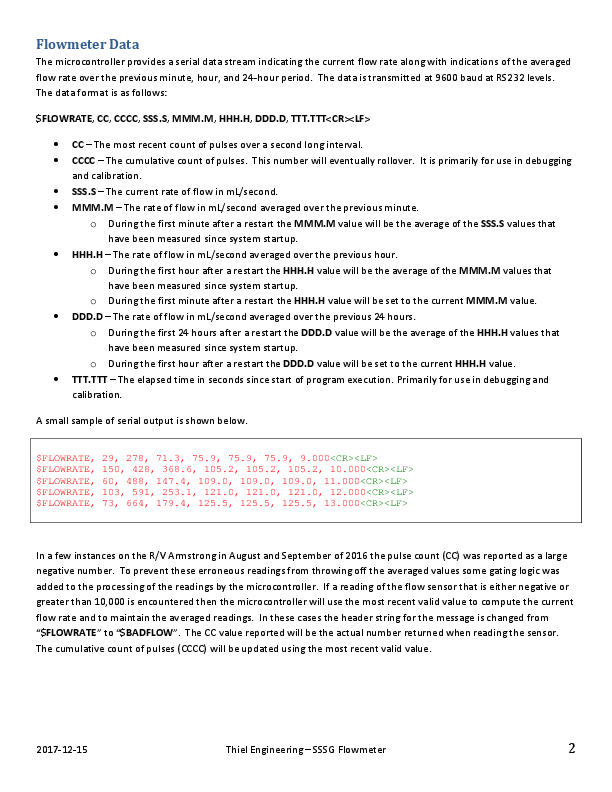 Flowmeter Data
The microcontroller provides a serial data stream indicating the current flow rate along with indications of the averaged
flow rate over the previous minute, hour, and 24-hour period. The data is transmitted at 9600 baud at RS232 levels.
The data format is as follows:
$FLOWRATE, CC, CCCC, SSS.S, MMM.M, HHH.H, DDD.D, TTT.TTT<CR><LF>
• CC – The most recent count of pulses over a second long interval.
• CCCC – The cumulative count of pulses. This number will eventually rollover. It is primarily for use in debugging
and calibration.
• SSS.S – The current rate of flow in mL/second.
• MMM.M – The rate of flow in mL/second averaged over the previous minute.
o During the first minute after a restart the MMM.M value will be the average of the SSS.S values that
have been measured since system startup.
• HHH.H – The rate of flow in mL/second averaged over the previous hour.
o During the first hour after a restart the HHH.H value will be the average of the MMM.M values that
have been measured since system startup.
o During the first minute after a restart the HHH.H value will be set to the current MMM.M value.
• DDD.D – The rate of flow in mL/second averaged over the previous 24 hours.
o During the first 24 hours after a restart the DDD.D value will be the average of the HHH.H values that
have been measured since system startup.
o During the first hour after a restart the DDD.D value will be set to the current HHH.H value.
• TTT.TTT – The elapsed time in seconds since start of program execution. Primarily for use in debugging and
calibration.
A small sample of serial output is shown below.
$FLOWRATE, 29, 278, 71.3, 75.9, 75.9, 75.9, 9.000<CR><LF>
$FLOWRATE, 150, 428, 368.6, 105.2, 105.2, 105.2, 10.000<CR><LF>
$FLOWRATE, 60, 488, 147.4, 109.0, 109.0, 109.0, 11.000<CR><LF>
$FLOWRATE, 103, 591, 253.1, 121.0, 121.0, 121.0, 12.000<CR><LF>
$FLOWRATE, 73, 664, 179.4, 125.5, 125.5, 125.5, 13.000<CR><LF>
In a few instances on the R/V Armstrong in August and September of 2016 the pulse count (CC) was reported as a large
negative number. To prevent these erroneous readings from throwing off the averaged values some gating logic was
added to the processing of the readings by the microcontroller. If a reading of the flow sensor that is either negative or
greater than 10,000 is encountered then the microcontroller will use the most recent valid value to compute the current
flow rate and to maintain the averaged readings. In these cases the header string for the message is changed from
“$FLOWRATE” to “$BADFLOW”. The CC value reported will be the actual number returned when reading the sensor.
The cumulative count of pulses (CCCC) will be updated using the most recent valid value.
2017-12-15 Thiel Engineering – SSSG Flowmeter 2